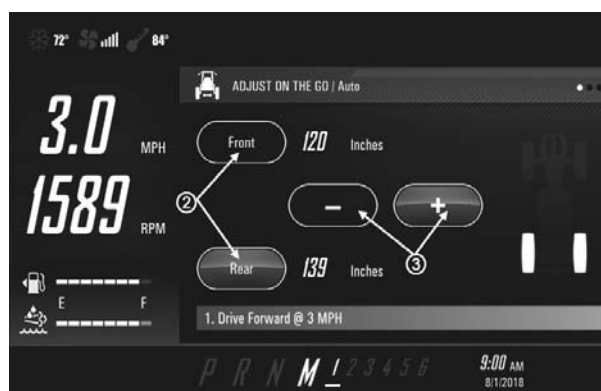 72° 84°
ADJUST ON THE GO / Auto
3.0 MPH
Front 120 Inches
1589 RPM
②
− +
③
Rear 139 Inches
E F
1. Drive Forward @ 3 MPH
P R N M 1 2 3 4 5 6
9:00 AM
8/1/2018